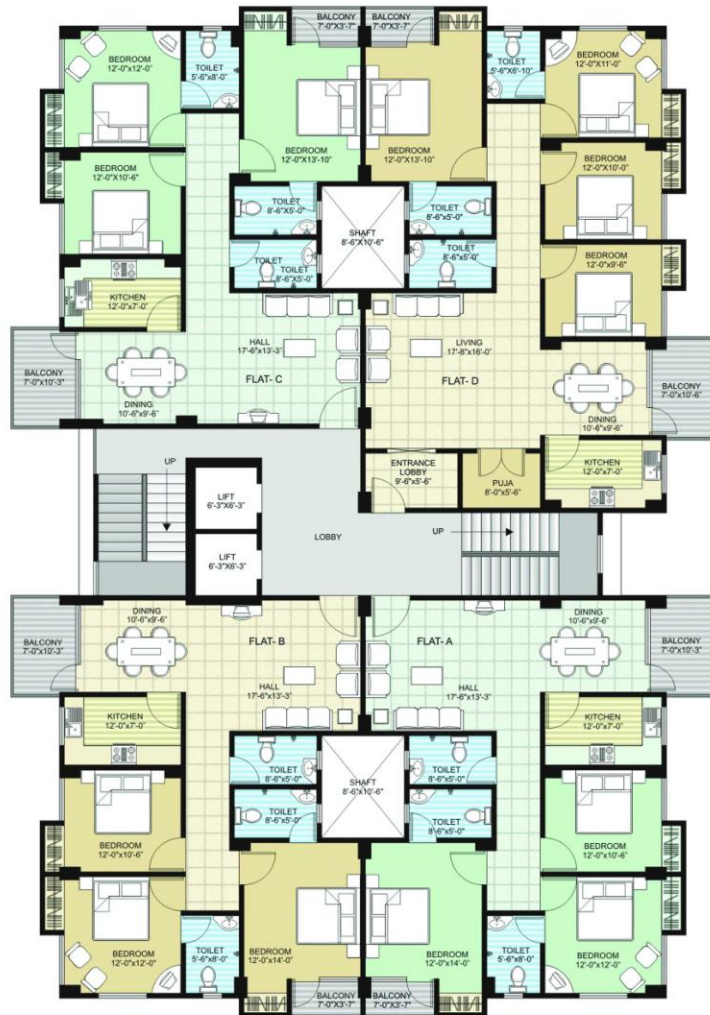 BALCONY
7'-0"X3'-7"
BALCONY
7'-0"X3'-7"
BEDROOM
12'-0"x12'-0"
TOILET
5'-6"x8'-0"
BEDROOM
12'-0"X13'-10"
BEDROOM
12'-0"X13'-10"
TOILET
5'-6"X6'-10"
BEDROOM
12'-0"X11'-0"
BEDROOM
12'-0"X10'-6"
BEDROOM
12'-0"X10'-0"
TOILET
8'-6"X5'-0"
SHAFT
8'-6"X10'-6"
TOILET
8'-6"x5'-0"
TOILET
TOILET
8'-6"X5'-0"
TOILET
8'-6"x5'-0"
BEDROOM
12'-0"x9'-6"
KITCHEN
12'-0"x7'-0"
HALL
17'-6"x13'-3"
FLAT- C
LIVING
17'-8"x16'-0"
FLAT- D
BALCONY
7'-0"x10'-3"
DINING
10'-6"x9'-6"
BALCONY
7'-0"x10'-6"
DINING
10'-6"x9'-6"
UP
LIFT
6'-3"X6'-3"
ENTRANCE
LOBBY
9'-6"x5'-6"
PUJA
8'-0"x5'-6"
KITCHEN
12'-0"x7'-0"
LIFT
6'-3"X6'-3"
LOBBY
UP
DINING
10'-6"x9'-6"
FLAT- B
FLAT- A
DINING
10'-6"x9'-6"
BALCONY
7'-0"x10'-3"
BALCONY
7'-0"x10'-3"
HALL
17'-6"x13'-3"
HALL
17'-6"x13'-3"
KITCHEN
12'-0"x7'-0"
KITCHEN
12'-0"x7'-0"
TOILET
8'-6"x5'-0"
SHAFT
8'-6"x10'-6"
TOILET
8'-6"x5'-0"
BEDROOM
12'-0"x10'-6"
TOILET
8'-6"x5'-0"
TOILET
8'-6"x5'-0"
BEDROOM
12'-0"x10'-6"
BEDROOM
12'-0"x12'-0"
TOILET
5'-6"x8'-0"
BEDROOM
12'-0"x14'-0"
BEDROOM
12'-0"x14'-0"
TOILET
5'-6"x8'-0"
BEDROOM
12'-0"x12'-0"
BALCONY
7'-0"X3'-7"
BALCONY
7'-0"X3'-7"